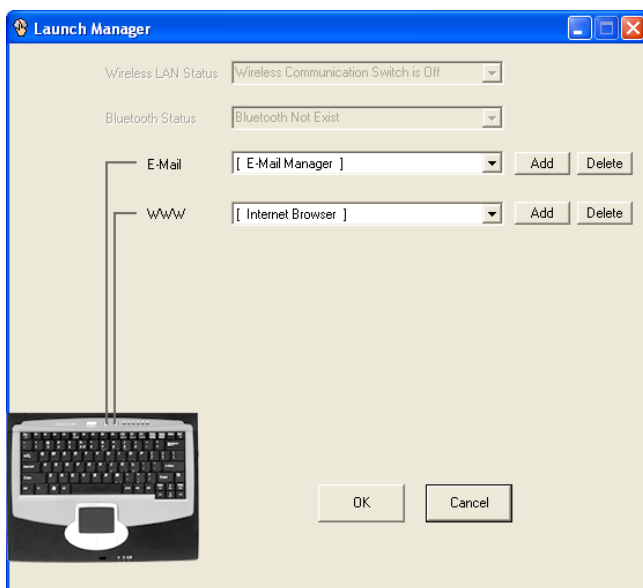 Launch Manager
Wireless LAN Status Wireless Communication Switch is Off
Bluetooth Status Bluetooth Not Exist
E-Mail [ E-Mail Manager ] Add Delete
WWW [ Internet Browser ] Add Delete
OK Cancel